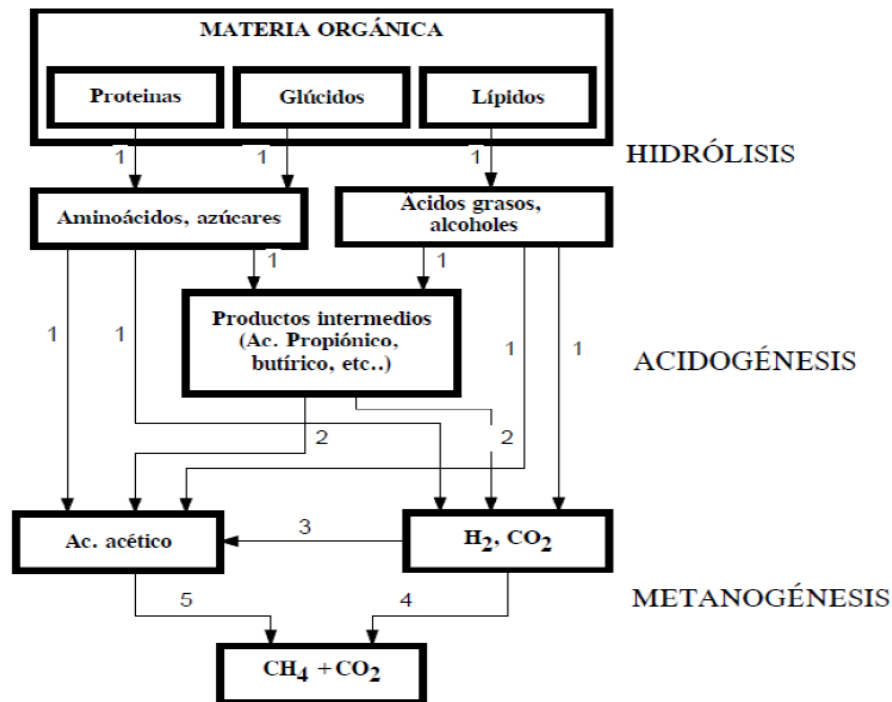 MATERIA ORGÁNICA
Proteinas
Glúcidos
Lípidos
1
1
1
HIDRÓLISIS
Aminoácidos, azúcares
Äcidos grasos,
alcoholes
1
1
1
1
1
1
Productos intermedios
(Ac. Propiónico,
butírico, etc..)
ACIDOGÉNESIS
2
2
Ac. acético
3
H2, CO2
5
4
METANOGÉNESIS
CH4 + CO2